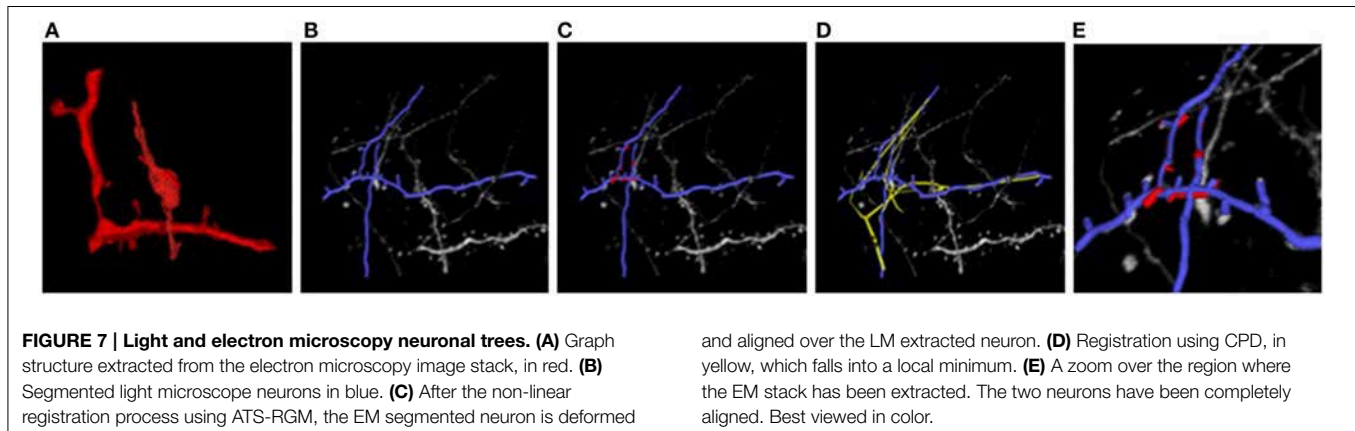 A
B
C
D
E
FIGURE 7 | Light and electron microscopy neuronal trees. (A) Graph
structure extracted from the electron microscopy image stack, in red. (B)
Segmented light microscope neurons in blue. (C) After the non-linear
registration process using ATS-RGM, the EM segmented neuron is deformed
and aligned over the LM extracted neuron. (D) Registration using CPD, in
yellow, which falls into a local minimum. (E) A zoom over the region where
the EM stack has been extracted. The two neurons have been completely
aligned. Best viewed in color.